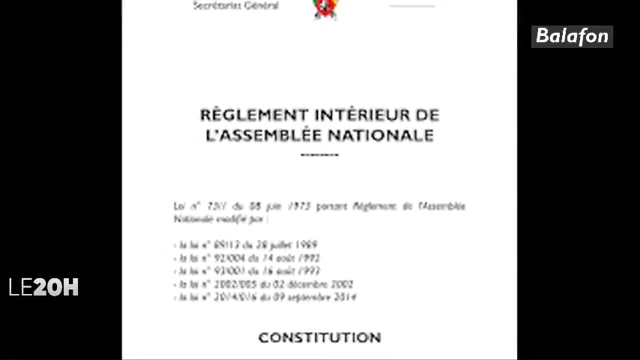 Secrétariat Général
Balafon
RÈGLEMENT INTÉRIEUR DE
L'ASSEMBLÉE NATIONALE
Loi n° 73/1 du 08 juin 1973 portant Règlement de l'Assemblée
Nationale modifié par :
- la loi n° 89/13 du 28 juillet 1989
- la loi n° 92/004 du 14 août 1992
- la loi n° 93/001 du 16 août 1993
- la loi n° 2002/005 du 02 décembre 2002
- la loi n° 2014/016 du 09 septembre 2014
LE20H
CONSTITUTION